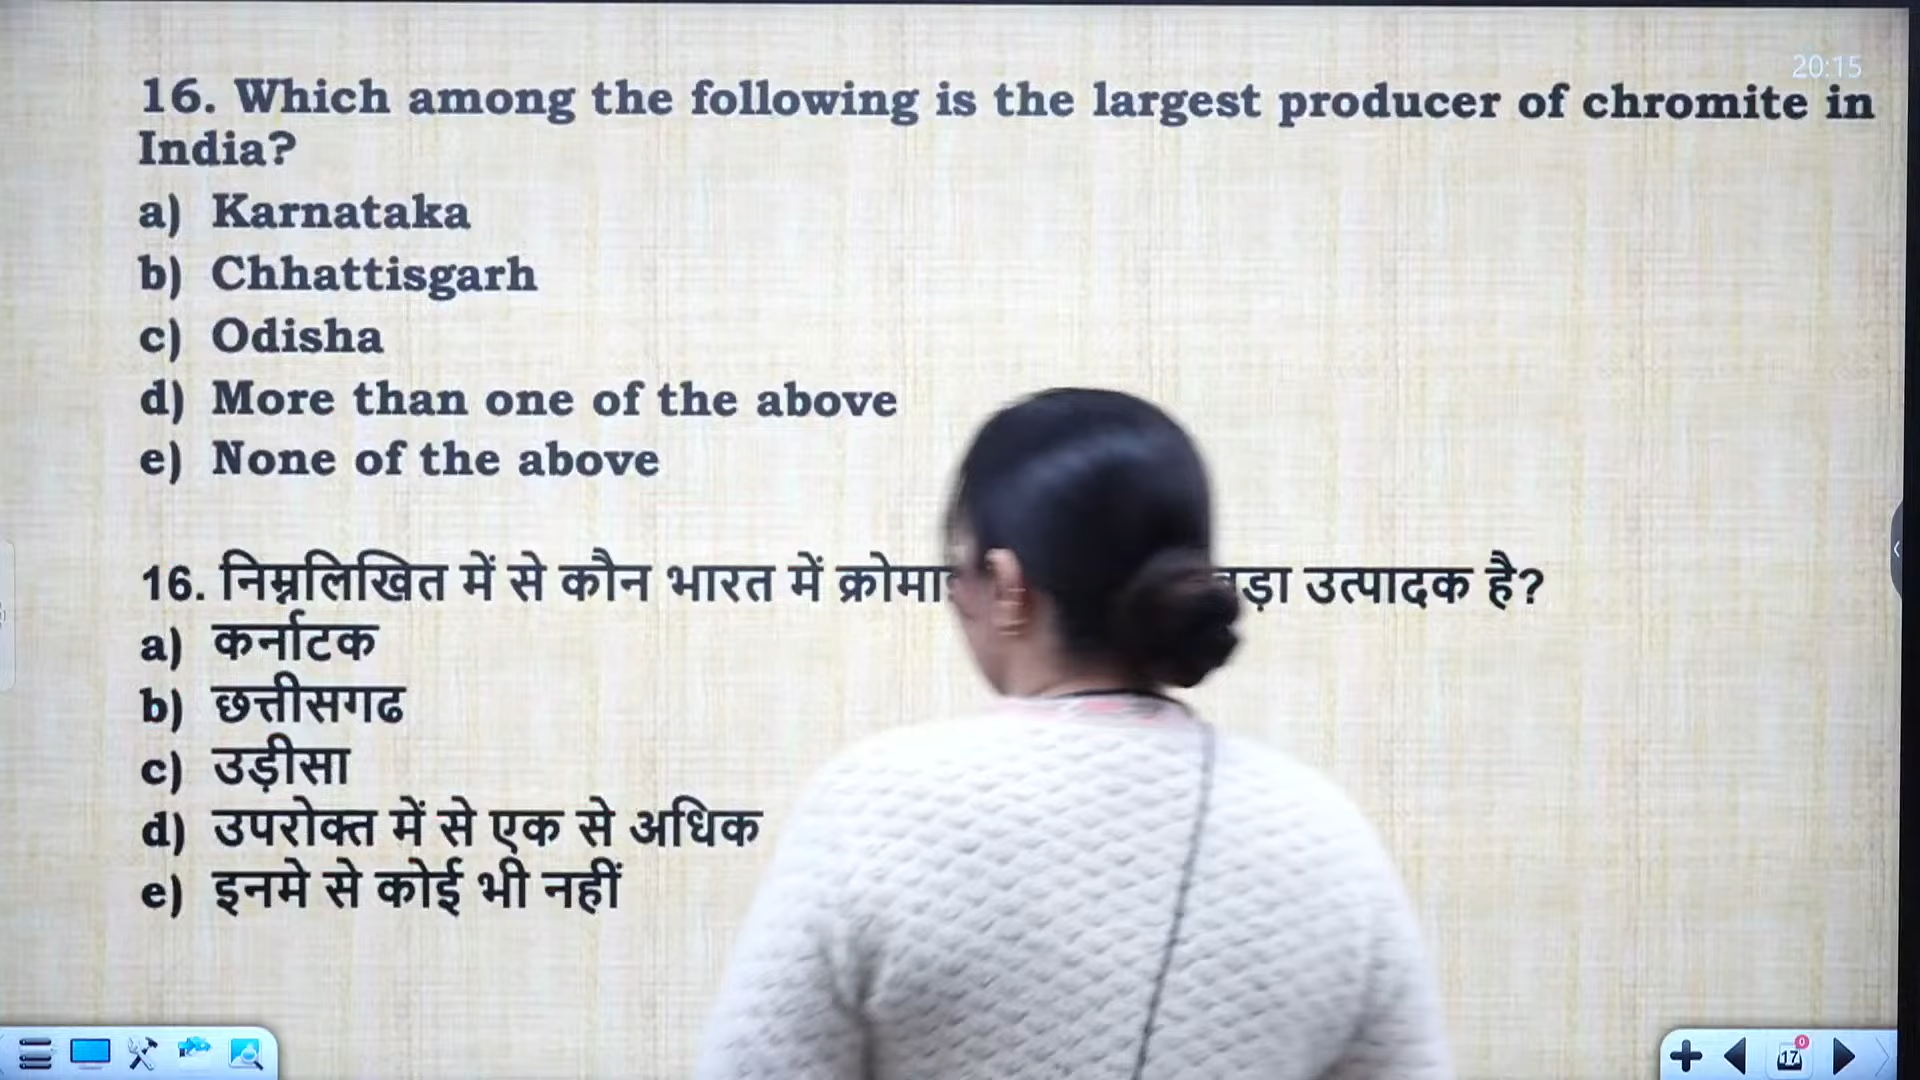 20:15
16. Which among the following is the largest producer of chromite in
India?
a) Karnataka
b) Chhattisgarh
c) Odisha
d) More than one of the above
e) None of the above
16. निम्नलिखित में से कौन भारत में उत्पादक है?
a) कर्नाटक
b) छत्तीसगढ
c) उड़ीसा
d) उपरोक्त में से एक से अधिक
e) इनमे से कोई भी नहीं
17
0